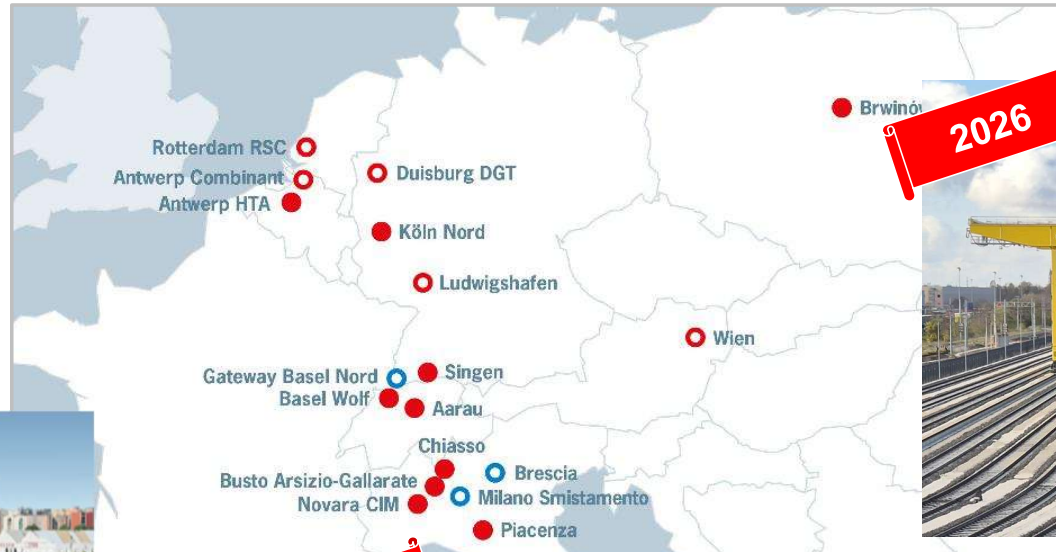 Brwinów
2026
Rotterdam RSC
Antwerp Combinant
Antwerp HTA
Duisburg DGT
Köln Nord
Ludwigshafen
Wien
Gateway Basel Nord
Singen
Basel Wolf
Aarau
Chiasso
Busto Arsizio-Gallarate
Brescia
Novara CIM
Milano Smistamento
Piacenza